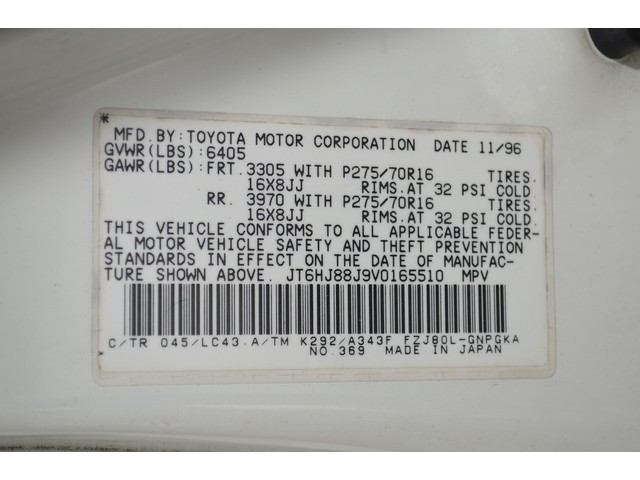 MFD. BY: TOYOTA MOTOR CORPORATION DATE 11/96
GVWR(LBS): 6405
GAWR(LBS): FRT. 3305 WITH P275/70R16 TIRES.
16X8JJ RIMS. AT 32 PSI COLD.
RR. 3970 WITH P275/70R16 TIRES.
16X8JJ RIMS. AT 32 PSI COLD.
THIS VEHICLE CONFORMS TO ALL APPLICABLE FEDER-
AL MOTOR VEHICLE SAFETY AND THEFT PREVENTION
STANDARDS IN EFFECT ON THE DATE OF MANUFAC-
TURE SHOWN ABOVE. JT6HJ88J9V0165510 MPV
C/TR 045/LC43. A/TM K292/A343F FZJ80L-GNPGKA
NO. 369 MADE IN JAPAN